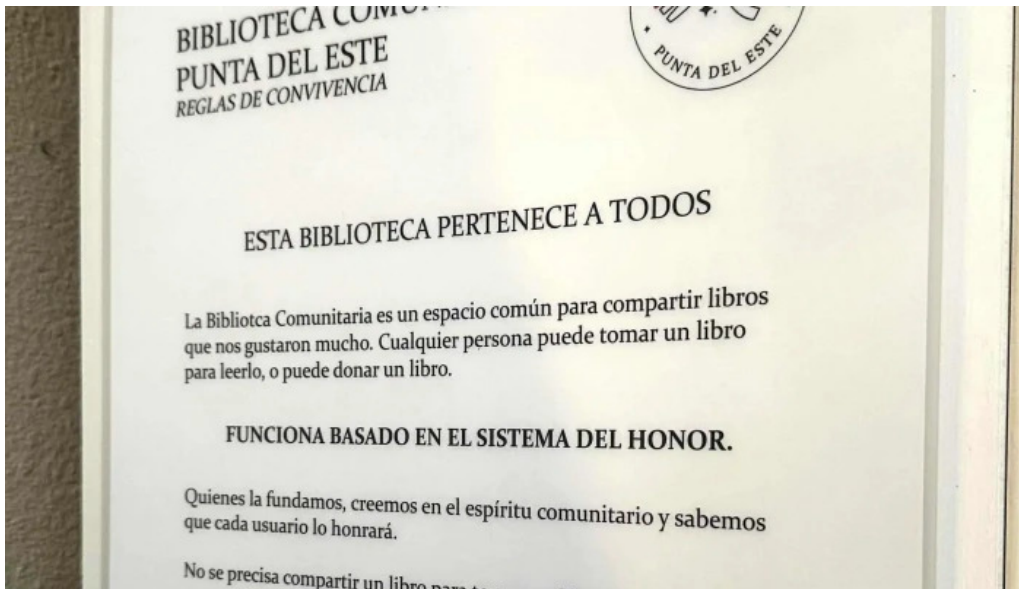 BIBLIOTECA
PUNTA DEL ESTE
REGLAS DE CONVIVENCIA
PUNTA DEL ESTE
ESTA BIBLIOTECA PERTENECE A TODOS
La Bibliotca Comunitaria es un espacio común para compartir libros
que nos gustaron mucho. Cualquier persona puede tomar un libro
para leerlo, o puede donar un libro.
FUNCIONA BASADO EN EL SISTEMA DEL HONOR.
Quienes la fundamos, creemos en el espíritu comunitario y sabemos
que cada usuario lo honrará.
No se precisa compartir un libro para